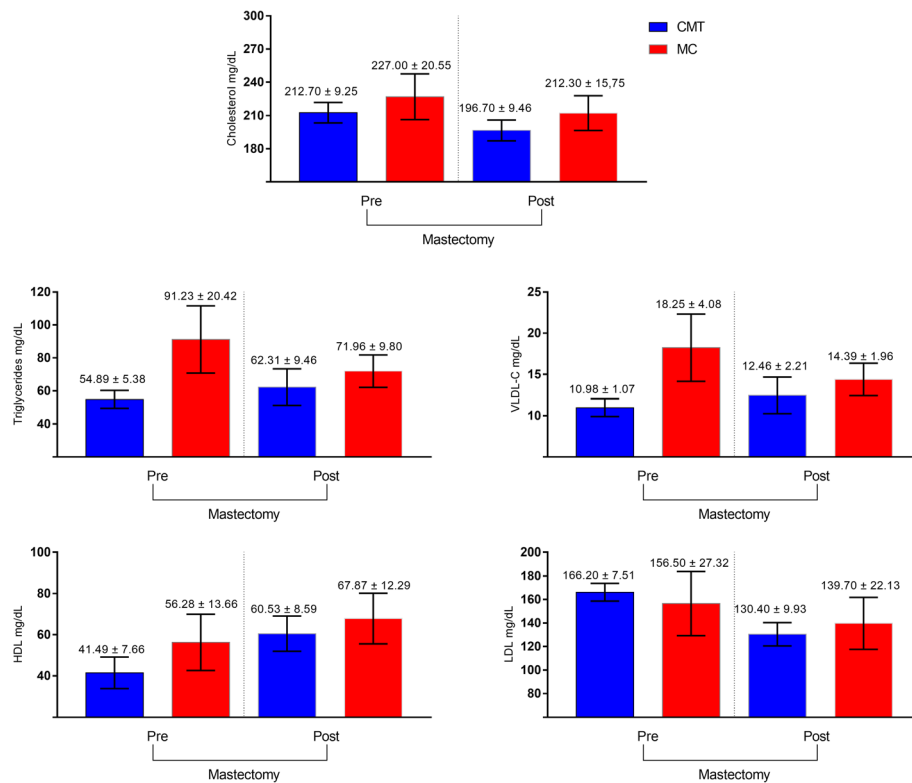 300
270
240
210
180
Cholesterol mg/dL
212.70 ± 9.25
227.00 ± 20.55
196.70 ± 9.46
212.30 ± 15,75
CMT
MC
Pre
Post
Mastectomy
120
100
80
60
40
Triglycerides mg/dL
54.89 ± 5.38
91.23 ± 20.42
62.31 ± 9.46
71.96 ± 9.80
Pre
Post
Mastectomy
25
20
15
10
VLDL-C mg/dL
10.98 ± 1.07
18.25 ± 4.08
12.46 ± 2.21
14.39 ± 1.96
Pre
Post
Mastectomy
100
80
60
40
HDL mg/dL
41.49 ± 7.66
56.28 ± 13.66
60.53 ± 8.59
67.87 ± 12.29
Pre
Post
Mastectomy
200
180
160
140
120
100
80
LDL mg/dL
166.20 ± 7.51
156.50 ± 27.32
130.40 ± 9.93
139.70 ± 22.13
Pre
Post
Mastectomy